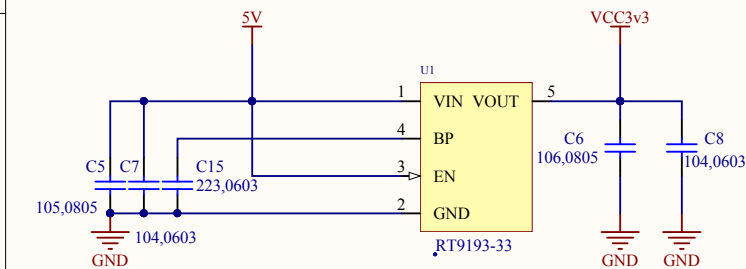 5V
VCC3v3
U1
1 VIN VOUT 5
4 BP
C6
106,0805
C8
104,0603
C5 C7 C15
223,0603
3 EN
105,0805
2 GND
104,0603
RT9193-33
GND
GND
GND